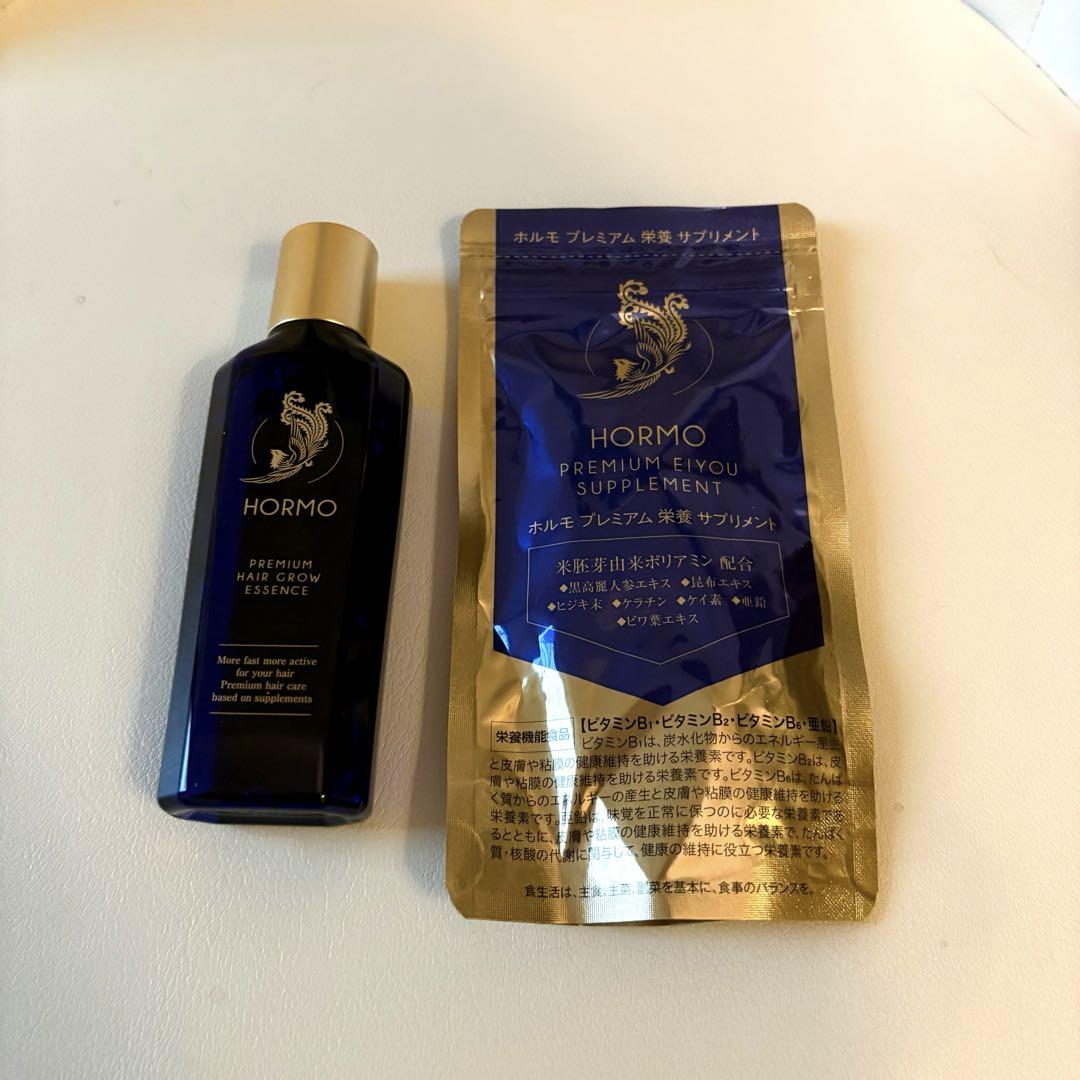 HORMO
PREMIUM
HAIR GROW
ESSENCE
More fast more active
for your hair
Premium hair care
based on supplements
ホルモ プレミアム 栄養 サプリメント
HORMO
PREMIUM EIYOU
SUPPLEMENT
ホルモ プレミアム 栄養 サプリメント
米胚芽由来ポリアミン 配合
◆黒高麗人参エキス ◆昆布エキス
◆ヒジキ末 ◆ケラチン ◆ケイ素 ◆亜鉛
◆ビワ葉エキス
栄養機能食品 【ビタミンB1・ビタミンB2・ビタミンB6・亜鉛】
ビタミンB1は、炭水化物からのエネルギー産生
と皮膚や粘膜の健康維持を助ける栄養素です。ビタミンB2は、皮
膚や粘膜の健康維持を助ける栄養素です。ビタミンB6は、たんぱ
く質からのエネルギーの産生と皮膚や粘膜の健康維持を助ける
栄養素です。亜鉛は、味覚を正常に保つのに必要な栄養素であ
るとともに、皮膚や粘膜の健康維持を助ける栄養素で、たんぱく
質・核酸の代謝に関与して、健康の維持に役立つ栄養素です。
食生活は、主食、主菜、副菜を基本に、食事のバランスを。